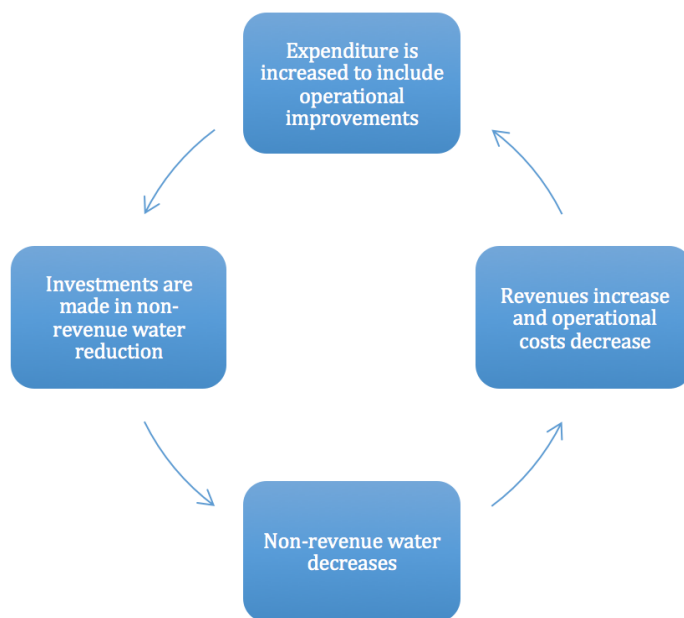 Expenditure is
increased to include
operational
improvements
Investments are
made in non-
revenue water
reduction
Revenues increase
and operational
costs decrease
Non-revenue water
decreases